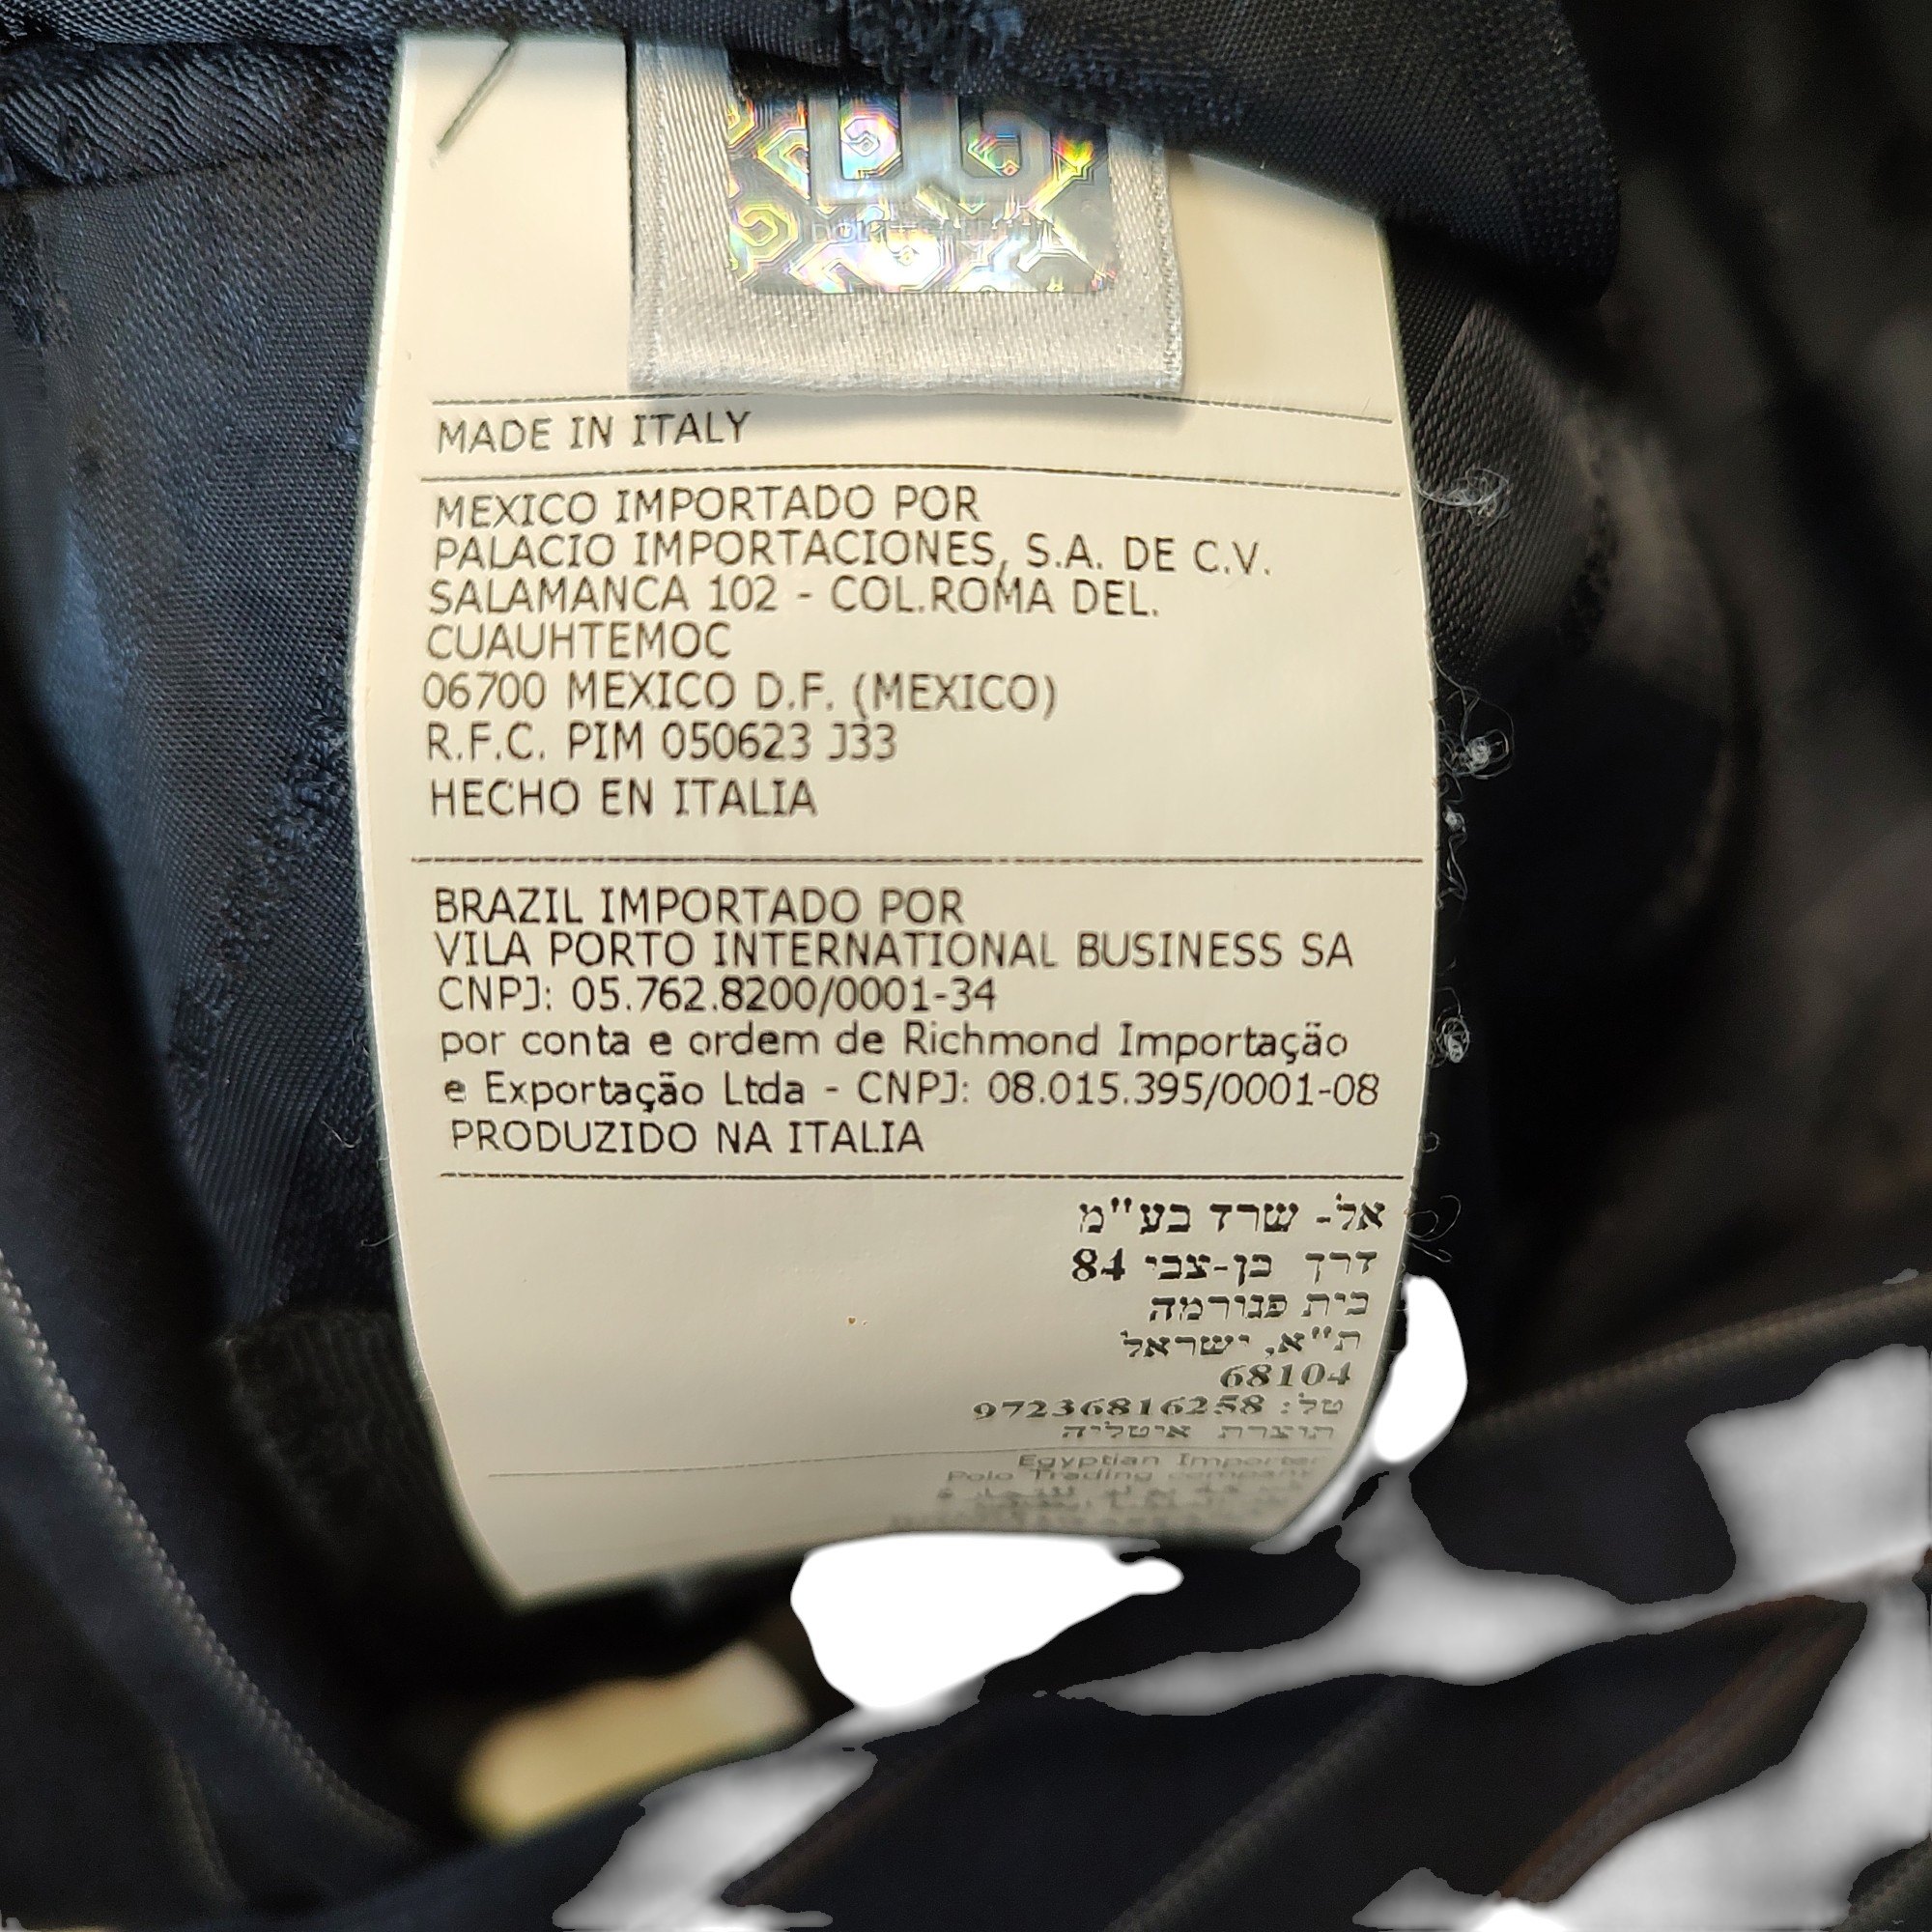 DG
MADE IN ITALY
MEXICO IMPORTADO POR
PALACIO IMPORTACIONES, S.A. DE C.V.
SALAMANCA 102 - COL.ROMA DEL.
CUAUHTEMOC
06700 MEXICO D.F. (MEXICO)
R.F.C. PIM 050623 J33
HECHO EN ITALIA
BRAZIL IMPORTADO POR
VILA PORTO INTERNATIONAL BUSINESS SA
CNPJ: 05.762.8200/0001-34
por conta e ordem de Richmond Importação
e Exportação Ltda - CNPJ: 08.015.395/0001-08
PRODUZIDO NA ITALIA
אל- שרד בע"מ
דרך בן-צבי 84
בית פנורמה
ת"א, ישראל
68104
טל: 97236816258
תוצרת איטליה
Egyptian Importer
Polo Trading company